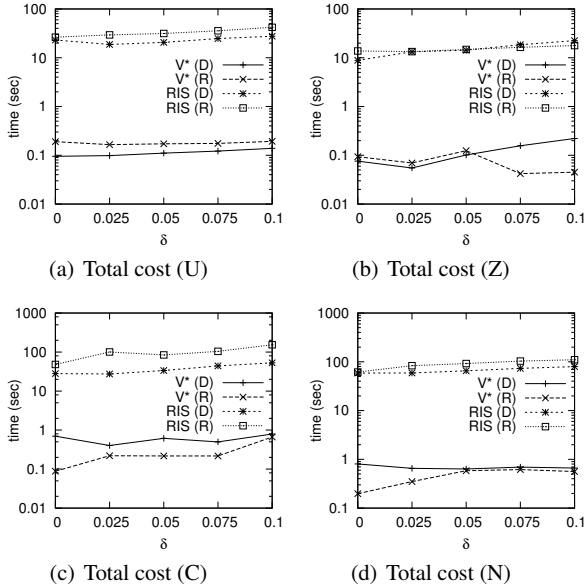 100
10
1
0.1
0.01
time (sec)
V* (D)
V* (R)
RIS (D)
RIS (R)
0 0.025 0.05 0.075 0.1
δ
(a) Total cost (U)
100
10
1
0.1
0.01
time (sec)
V* (D)
V* (R)
RIS (D)
RIS (R)
0 0.025 0.05 0.075 0.1
δ
(b) Total cost (Z)
1000
100
10
1
0.1
0.01
time (sec)
V* (D)
V* (R)
RIS (D)
RIS (R)
0 0.025 0.05 0.075 0.1
δ
(c) Total cost (C)
1000
100
10
1
0.1
time (sec)
V* (D)
V* (R)
RIS (D)
RIS (R)
0 0.025 0.05 0.075 0.1
δ
(d) Total cost (N)